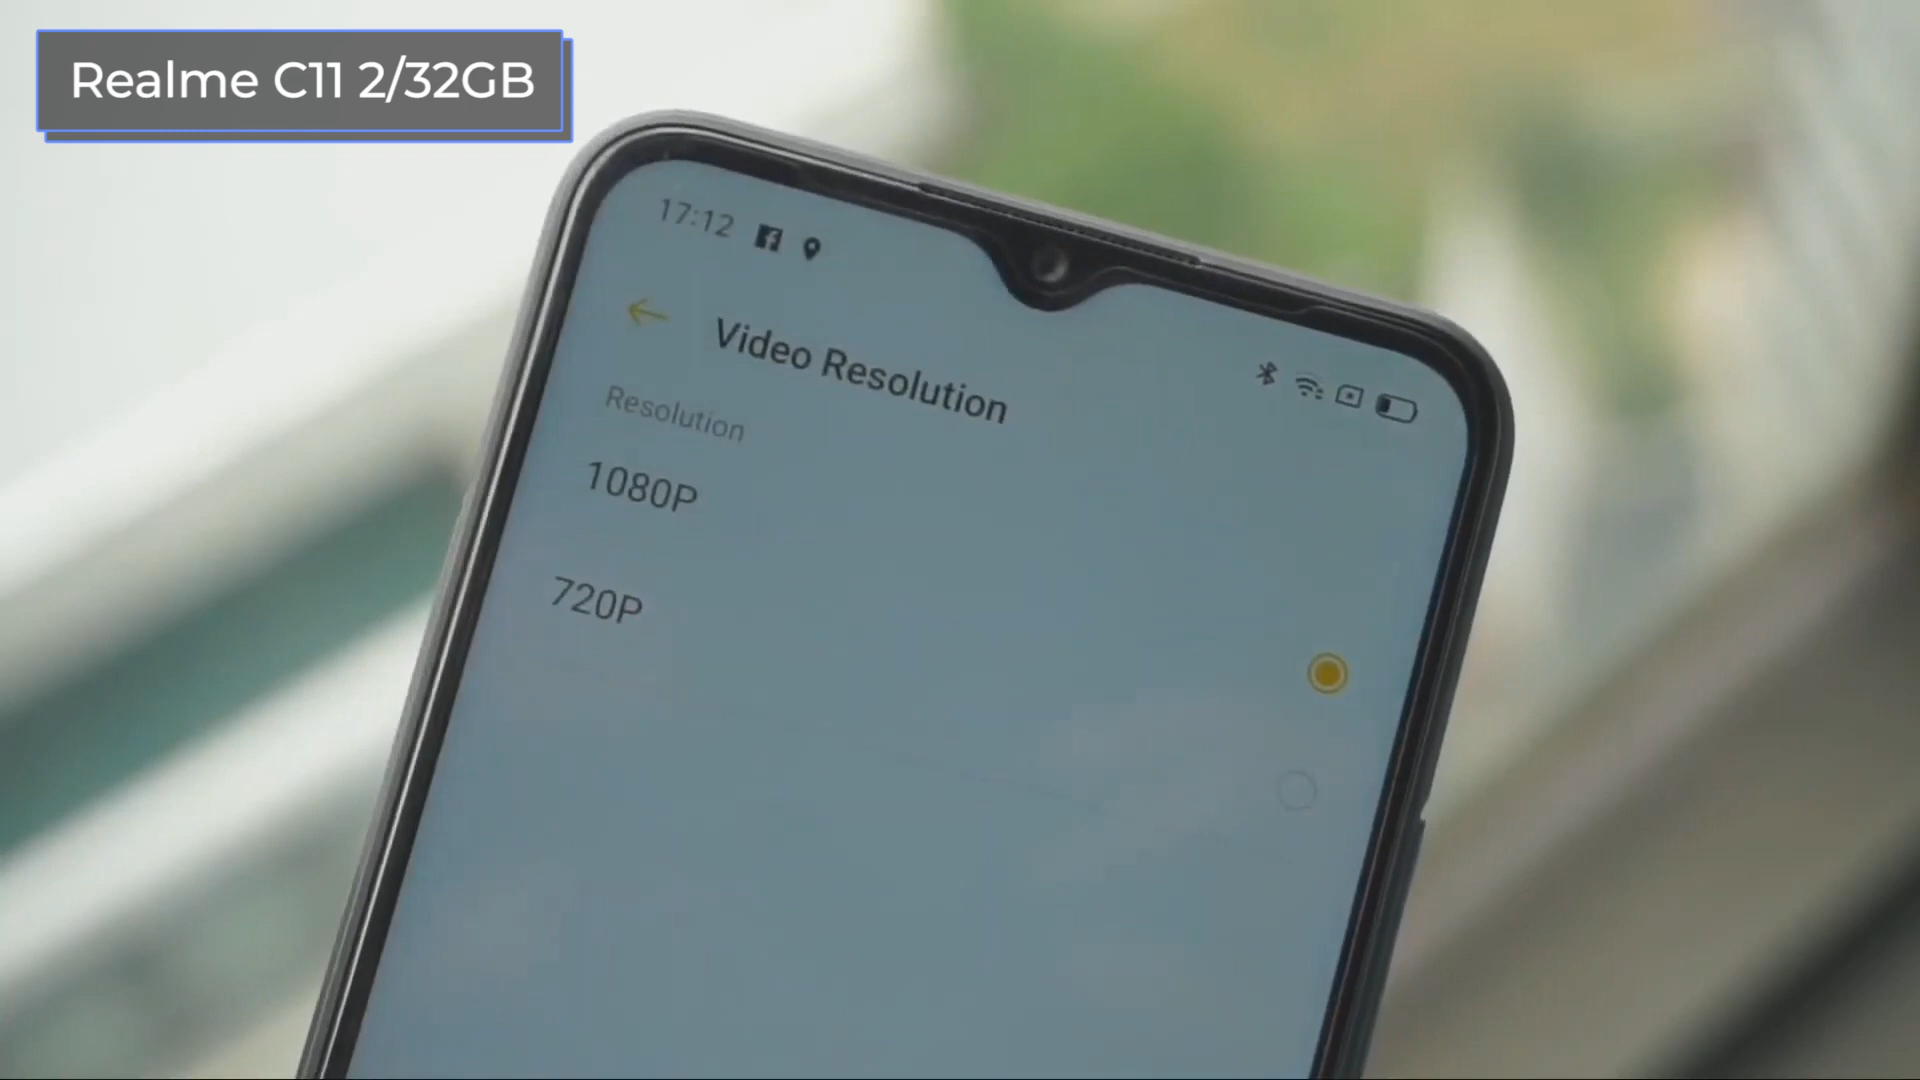 Realme C11 2/32GB
17:12
Video Resolution
Resolution
1080P
720P